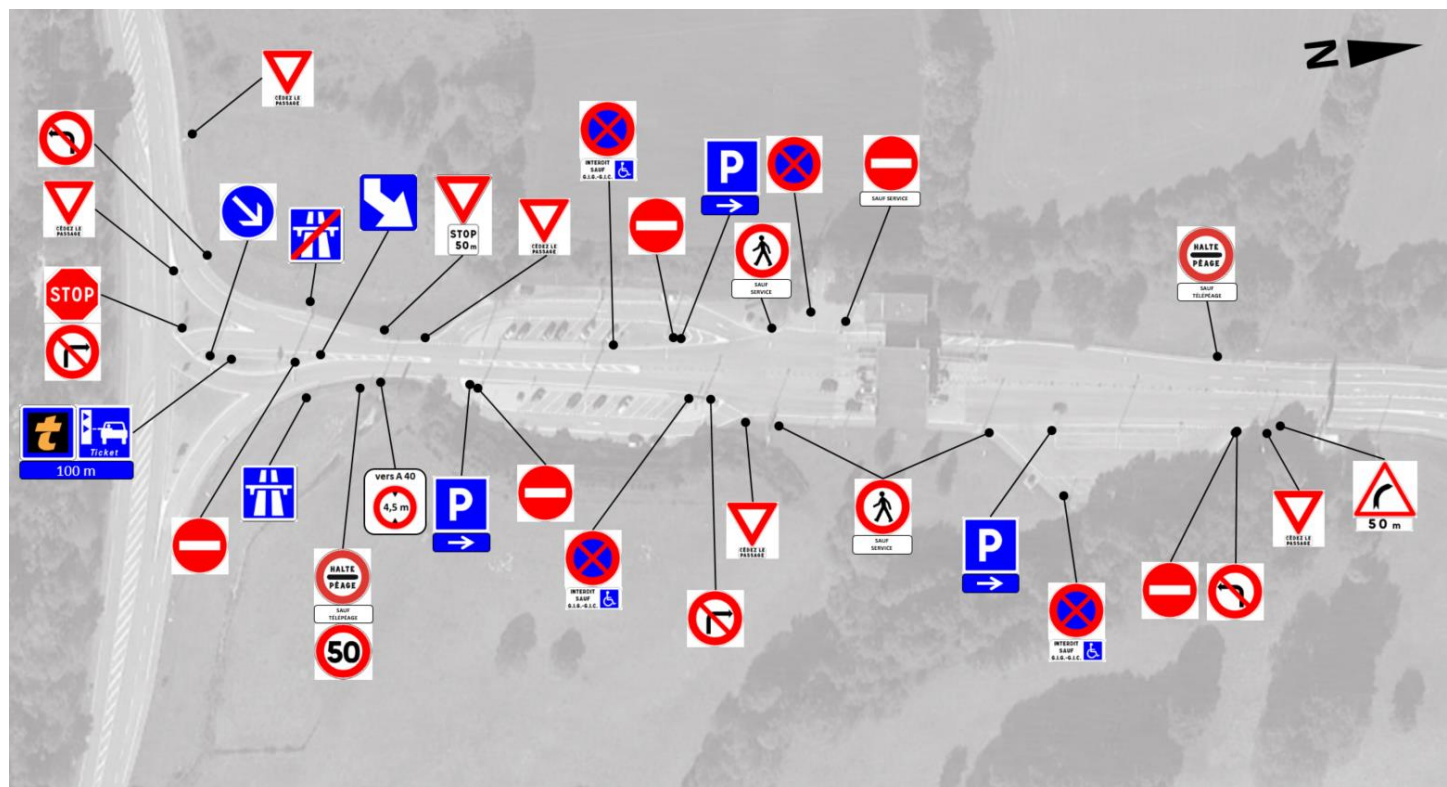 CÉDEZ LE
PASSAGE
N
CÉDEZ LE
PASSAGE
INTERDIT
SAUF
G.I.G.-G.I.C.
P
SAUF SERVICE
STOP
50m
CÉDEZ LE
PASSAGE
SAUF
SERVICE
HALTE
PÉAGE
SAUF
TÉLÉPÉAGE
STOP
t
Ticket
100 m
vers A 40
4,5 m
P
HALTE
PÉAGE
SAUF
TÉLÉPÉAGE
50
INTERDIT
SAUF
G.I.G.-G.I.C.
CÉDEZ LE
PASSAGE
SAUF
SERVICE
P
INTERDIT
SAUF
G.I.G.-G.I.C.
CÉDEZ LE
PASSAGE
50 m